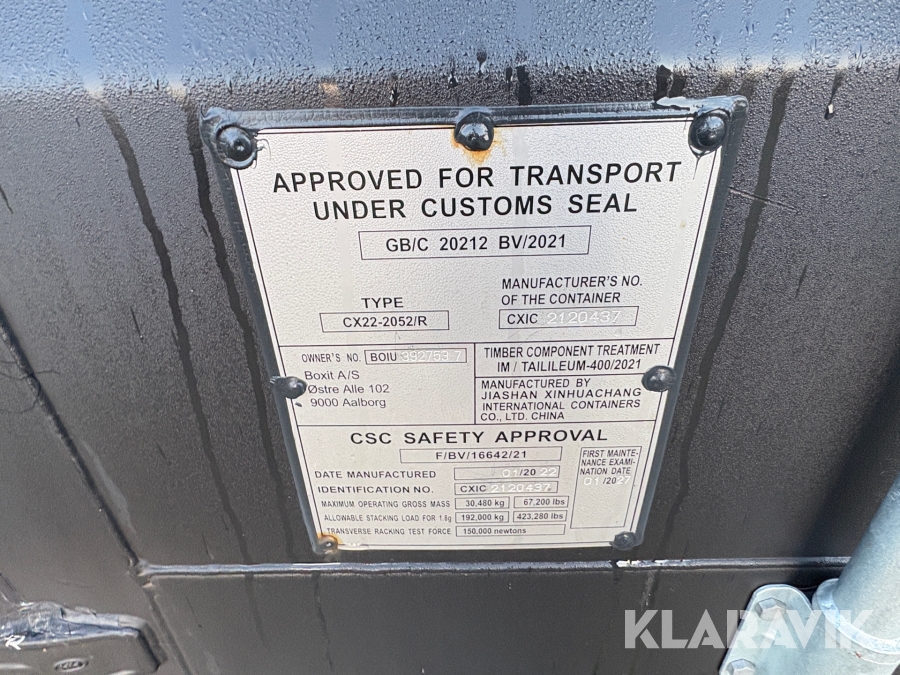 APPROVED FOR TRANSPORT
UNDER CUSTOMS SEAL
GB/C 20212 BV/2021
TYPE
CX22-2052/R
MANUFACTURER'S NO.
OF THE CONTAINER
CXIC 2120437
OWNER'S NO. BOIU 392753 7
Boxit A/S
Østre Alle 102
9000 Aalborg
TIMBER COMPONENT TREATMENT
IM / TAILILEUM-400/2021
MANUFACTURED BY
JIASHAN XINHUACHANG
INTERNATIONAL CONTAINERS
CO., LTD. CHINA
CSC SAFETY APPROVAL
F/BV/16642/21
DATE MANUFACTURED 01/2022
IDENTIFICATION NO. CXIC 2120437
MAXIMUM OPERATING GROSS MASS 30,480 kg 67,200 lbs
ALLOWABLE STACKING LOAD FOR 1.8g 192,000 kg 423,280 lbs
TRANSVERSE RACKING TEST FORCE 150,000 newtons
FIRST MAINTE-
NANCE EXAMI-
NATION DATE
01/2027
KLARAVIK